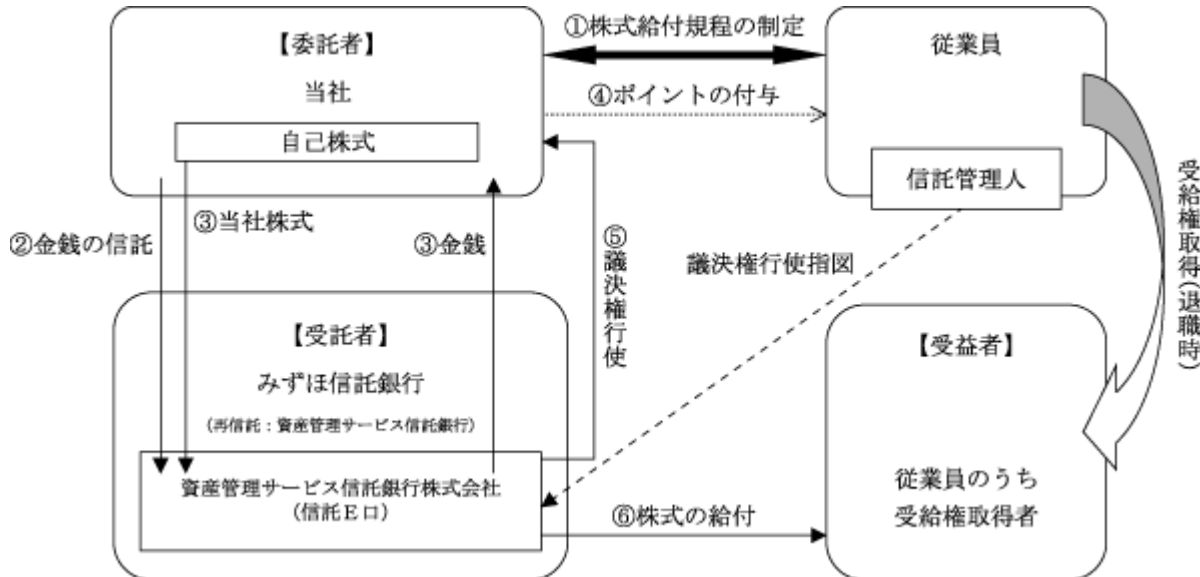 ①株式給付規程の制定
【委託者】
当社
自己株式
従業員
④ポイントの付与
信託管理人
②金銭の信託
③当社株式
③金銭
⑤議決権行使
議決権行使指図
受給権取得(退職時)
【受託者】
みずほ信託銀行
(再信託：資産管理サービス信託銀行)
資産管理サービス信託銀行株式会社
(信託E口)
【受益者】
従業員のうち
受給権取得者
⑥株式の給付